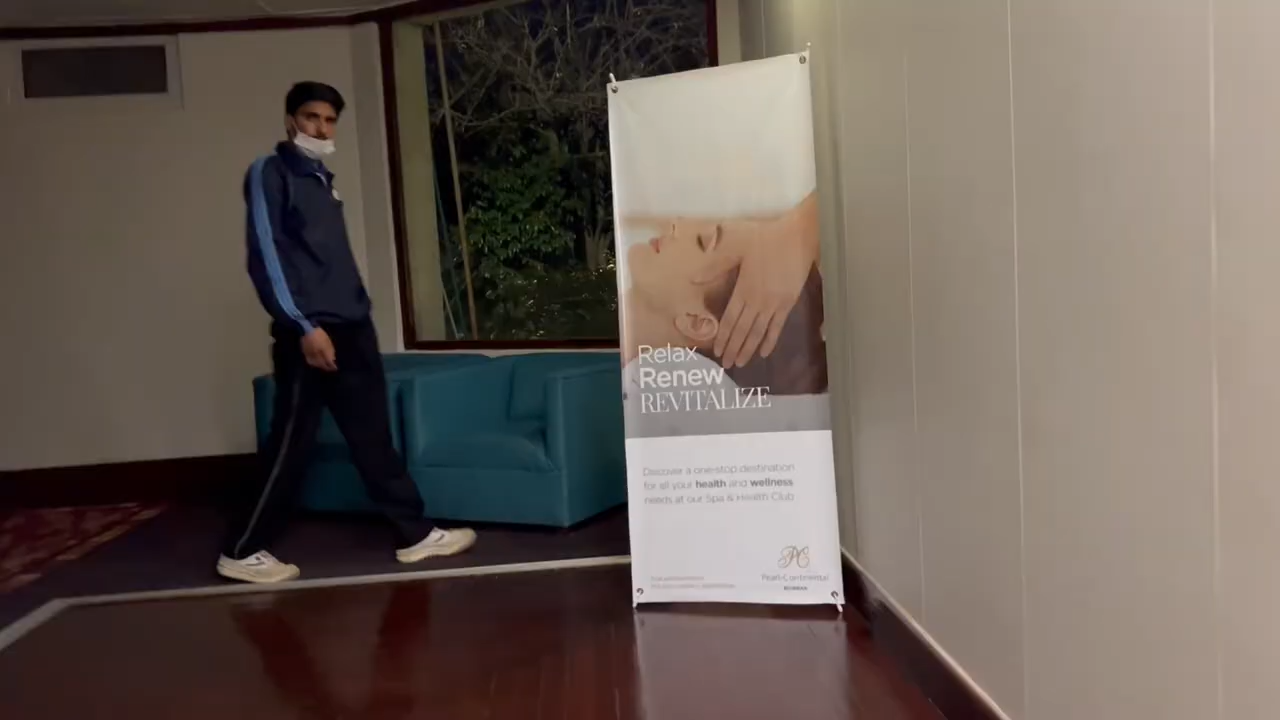 Relax
Renew
REVITALIZE
Discover a one-stop destination
for all your health and wellness
needs at our Spa & Health Club
PC
Pearl-Continental